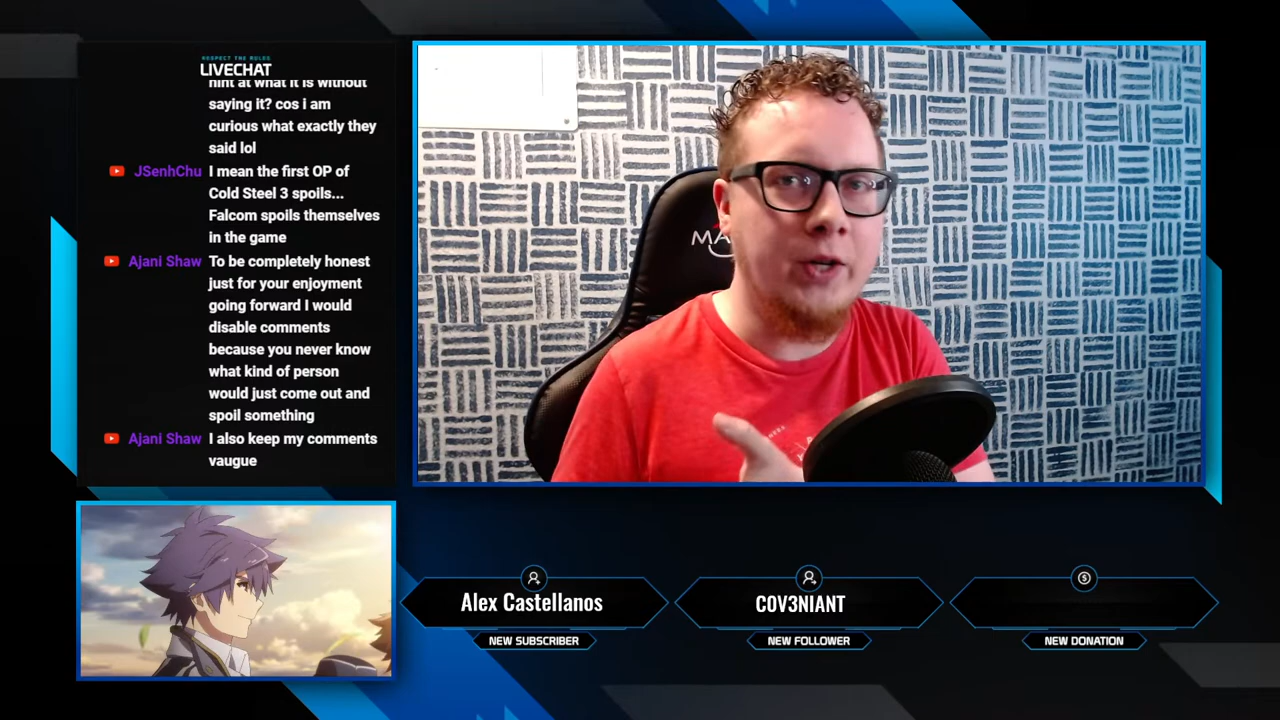 RESPECT THE RULES
LIVECHAT
hint at what it is without
saying it? cos i am
curious what exactly they
said lol
JSenhChu I mean the first OP of
Cold Steel 3 spoils...
Falcom spoils themselves
in the game
Ajani Shaw To be completely honest
just for your enjoyment
going forward I would
disable comments
because you never know
what kind of person
would just come out and
spoil something
Ajani Shaw I also keep my comments
vaugue
MA
Alex Castellanos
NEW SUBSCRIBER
COV3NIANT
NEW FOLLOWER
NEW DONATION